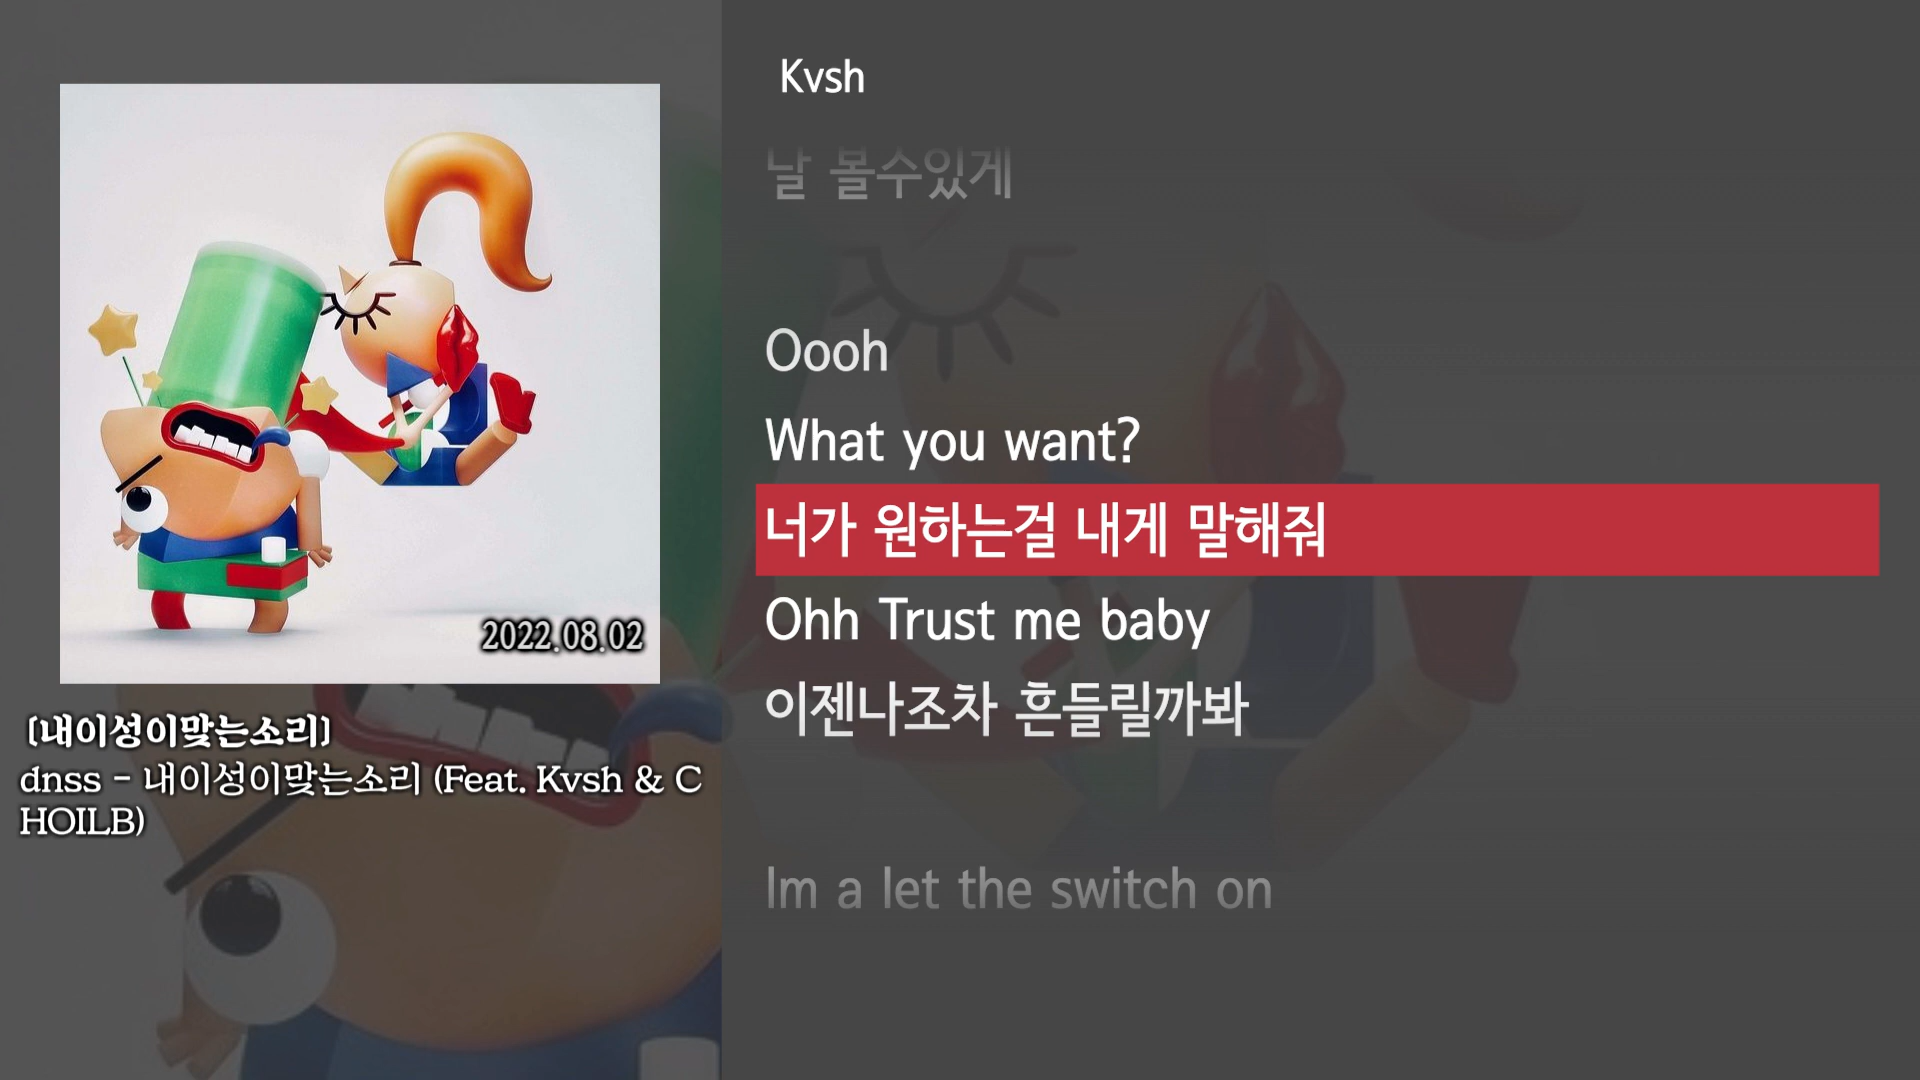 2022.08.02
[내이성이맞는소리]
dnss - 내이성이맞는소리 (Feat. Kvsh & C
HOILB)
Kvsh
날 볼수있게
Oooh
What you want?
너가 원하는걸 내게 말해줘
Ohh Trust me baby
이젠나조차 흔들릴까봐
Im a let the switch on